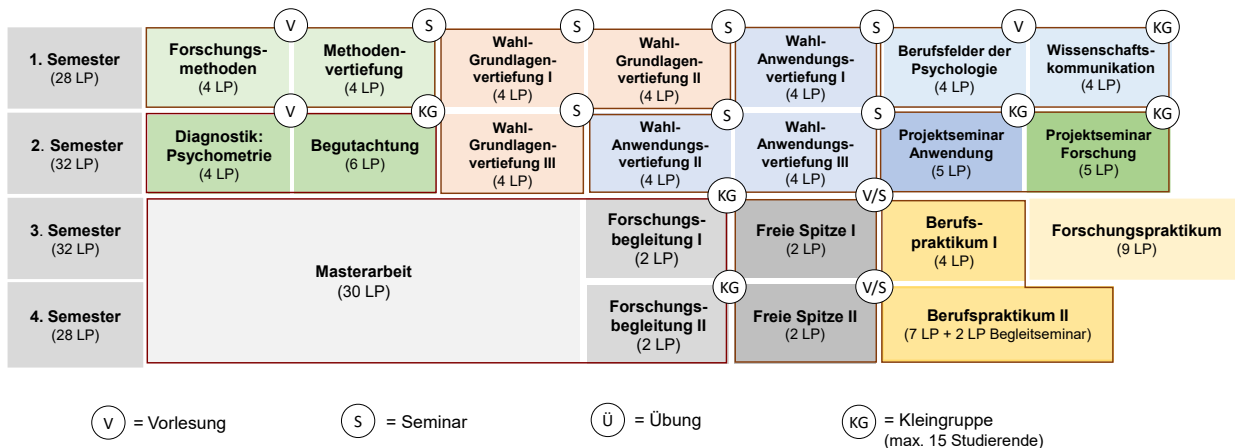 V
S
S
S
S
V
KG
1. Semester
(28 LP)
Forschungs-
methoden
(4 LP)
Methoden-
vertiefung
(4 LP)
Wahl-
Grundlagen-
vertiefung I
(4 LP)
Wahl-
Grundlagen-
vertiefung II
(4 LP)
Wahl-
Anwendungs-
vertiefung I
(4 LP)
Berufsfelder der
Psychologie
(4 LP)
Wissenschafts-
kommunikation
(4 LP)
V
KG
S
S
S
KG
KG
2. Semester
(32 LP)
Diagnostik:
Psychometrie
(4 LP)
Begutachtung
(6 LP)
Wahl-
Grundlagen-
vertiefung III
(4 LP)
Wahl-
Anwendungs-
vertiefung II
(4 LP)
Wahl-
Anwendungs-
vertiefung III
(4 LP)
Projektseminar
Anwendung
(5 LP)
Projektseminar
Forschung
(5 LP)
KG
V/S
3. Semester
(32 LP)
Masterarbeit
(30 LP)
Forschungs-
begleitung I
(2 LP)
Freie Spitze I
(2 LP)
Berufs-
praktikum I
(4 LP)
Forschungspraktikum
(9 LP)
KG
V/S
4. Semester
(28 LP)
Forschungs-
begleitung II
(2 LP)
Freie Spitze II
(2 LP)
Berufspraktikum II
(7 LP + 2 LP Begleitseminar)
V = Vorlesung
S = Seminar
Ü = Übung
KG = Kleingruppe
(max. 15 Studierende)